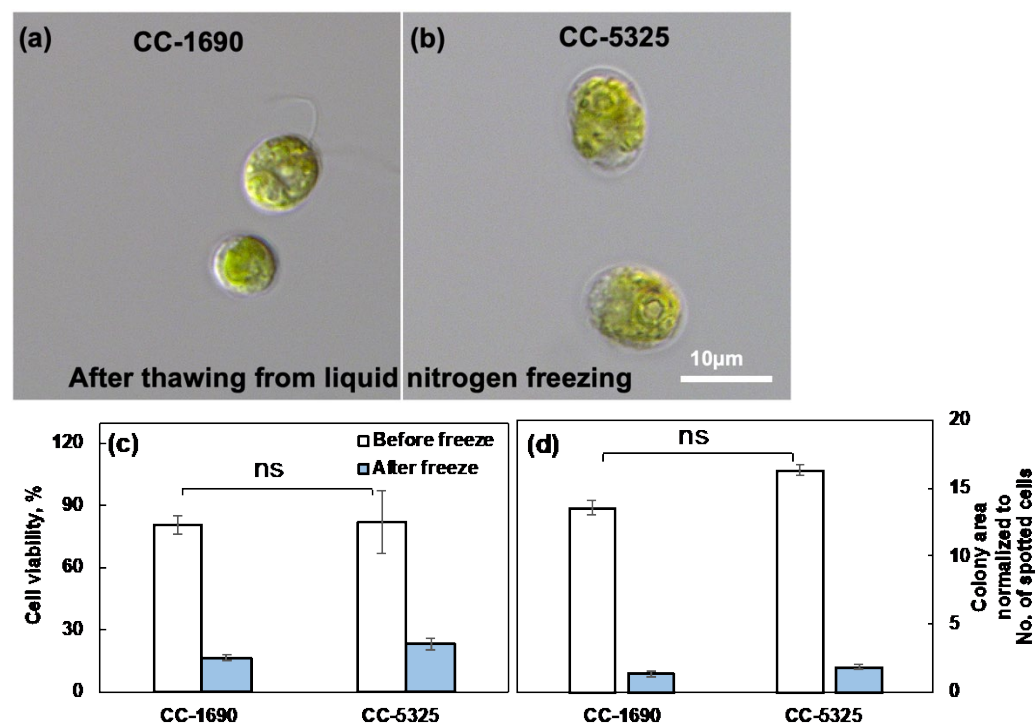 (a) CC-1690
(b) CC-5325
10µm
After thawing from liquid nitrogen freezing
(c)
Before freeze
After freeze
ns
120
90
60
30
0
Cell viability, %
CC-1690
CC-5325
(d)
ns
20
15
10
5
0
Colony area
normalized to
No. of spotted cells
CC-1690
CC-5325